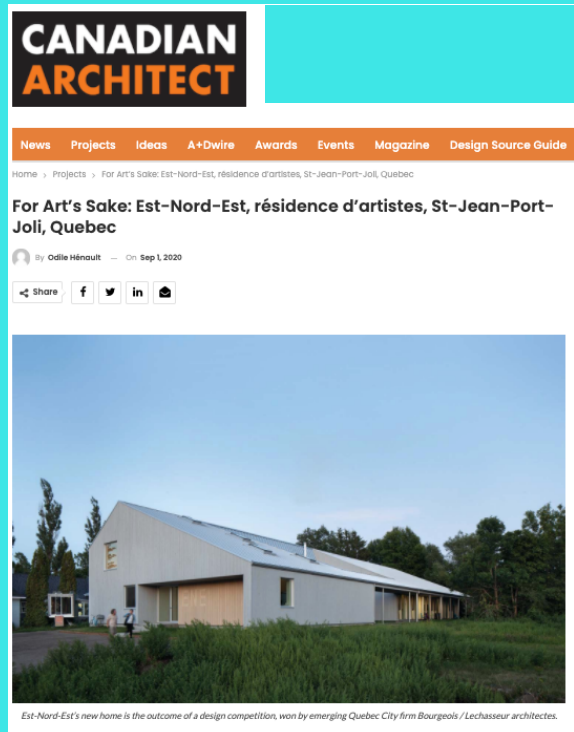 CANADIAN
ARCHITECT
News Projects Ideas A+Dwire Awards Events Magazine Design Source Guide
Home > Projects > For Art's Sake: Est-Nord-Est, résidence d'artistes, St-Jean-Port-Joli, Quebec
For Art's Sake: Est-Nord-Est, résidence d'artistes, St-Jean-Port-
Joli, Quebec
By Odile Hénault — On Sep 1, 2020
Share
Est-Nord-Est's new home is the outcome of a design competition, won by emerging Quebec City firm Bourgeois / Lechasseur architectes.